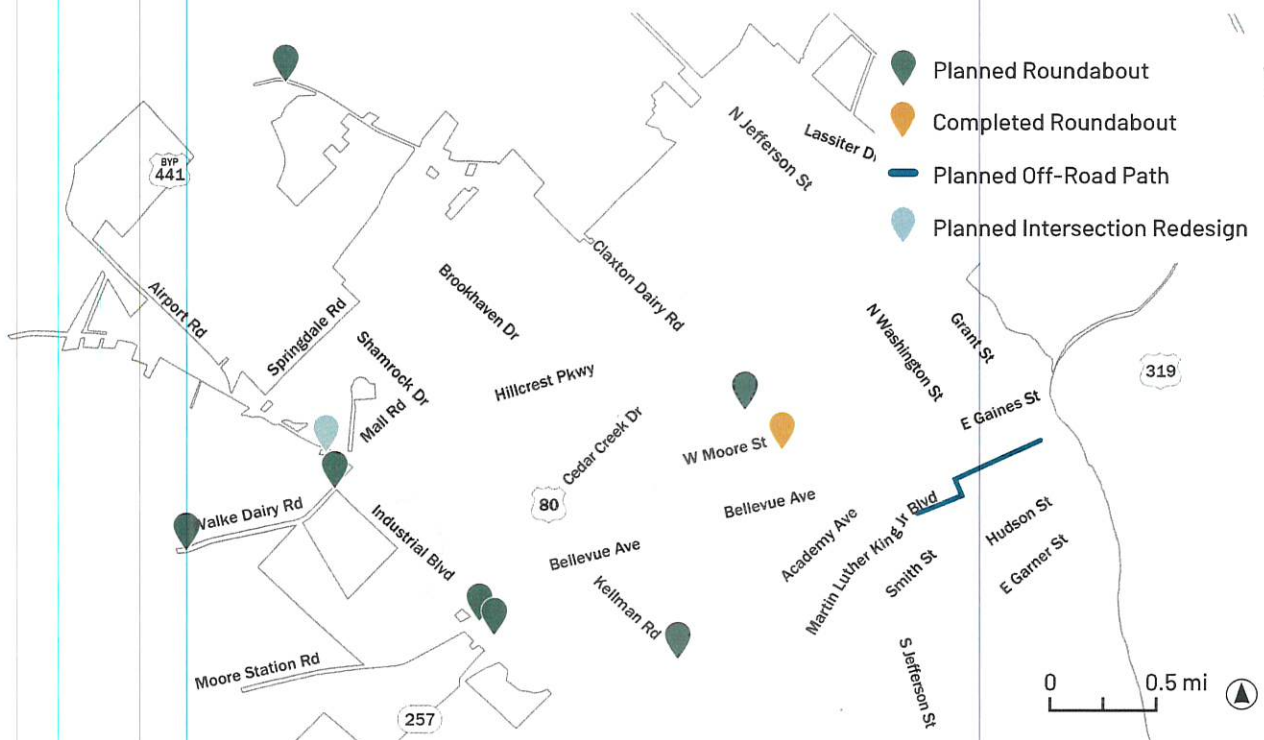 Planned Roundabout
Completed Roundabout
Planned Off-Road Path
Planned Intersection Redesign
N Jefferson St
Lassiter D
BYP
441
Claxton Dairy Rd
Brookhaven Dr
Airport Rd
Springdale Rd
Shamrock Dr
Mall Rd
Hillcrest Pkwy
N Washington St
Grant St
319
E Gaines St
Cedar Creek Dr
W Moore St
80
Bellevue Ave
Walke Dairy Rd
Industrial Blvd
Bellevue Ave
Kellman Rd
Academy Ave
Martin Luther King Jr Blvd
Smith St
Hudson St
E Garner St
Moore Station Rd
257
S Jefferson St
0 0.5 mi